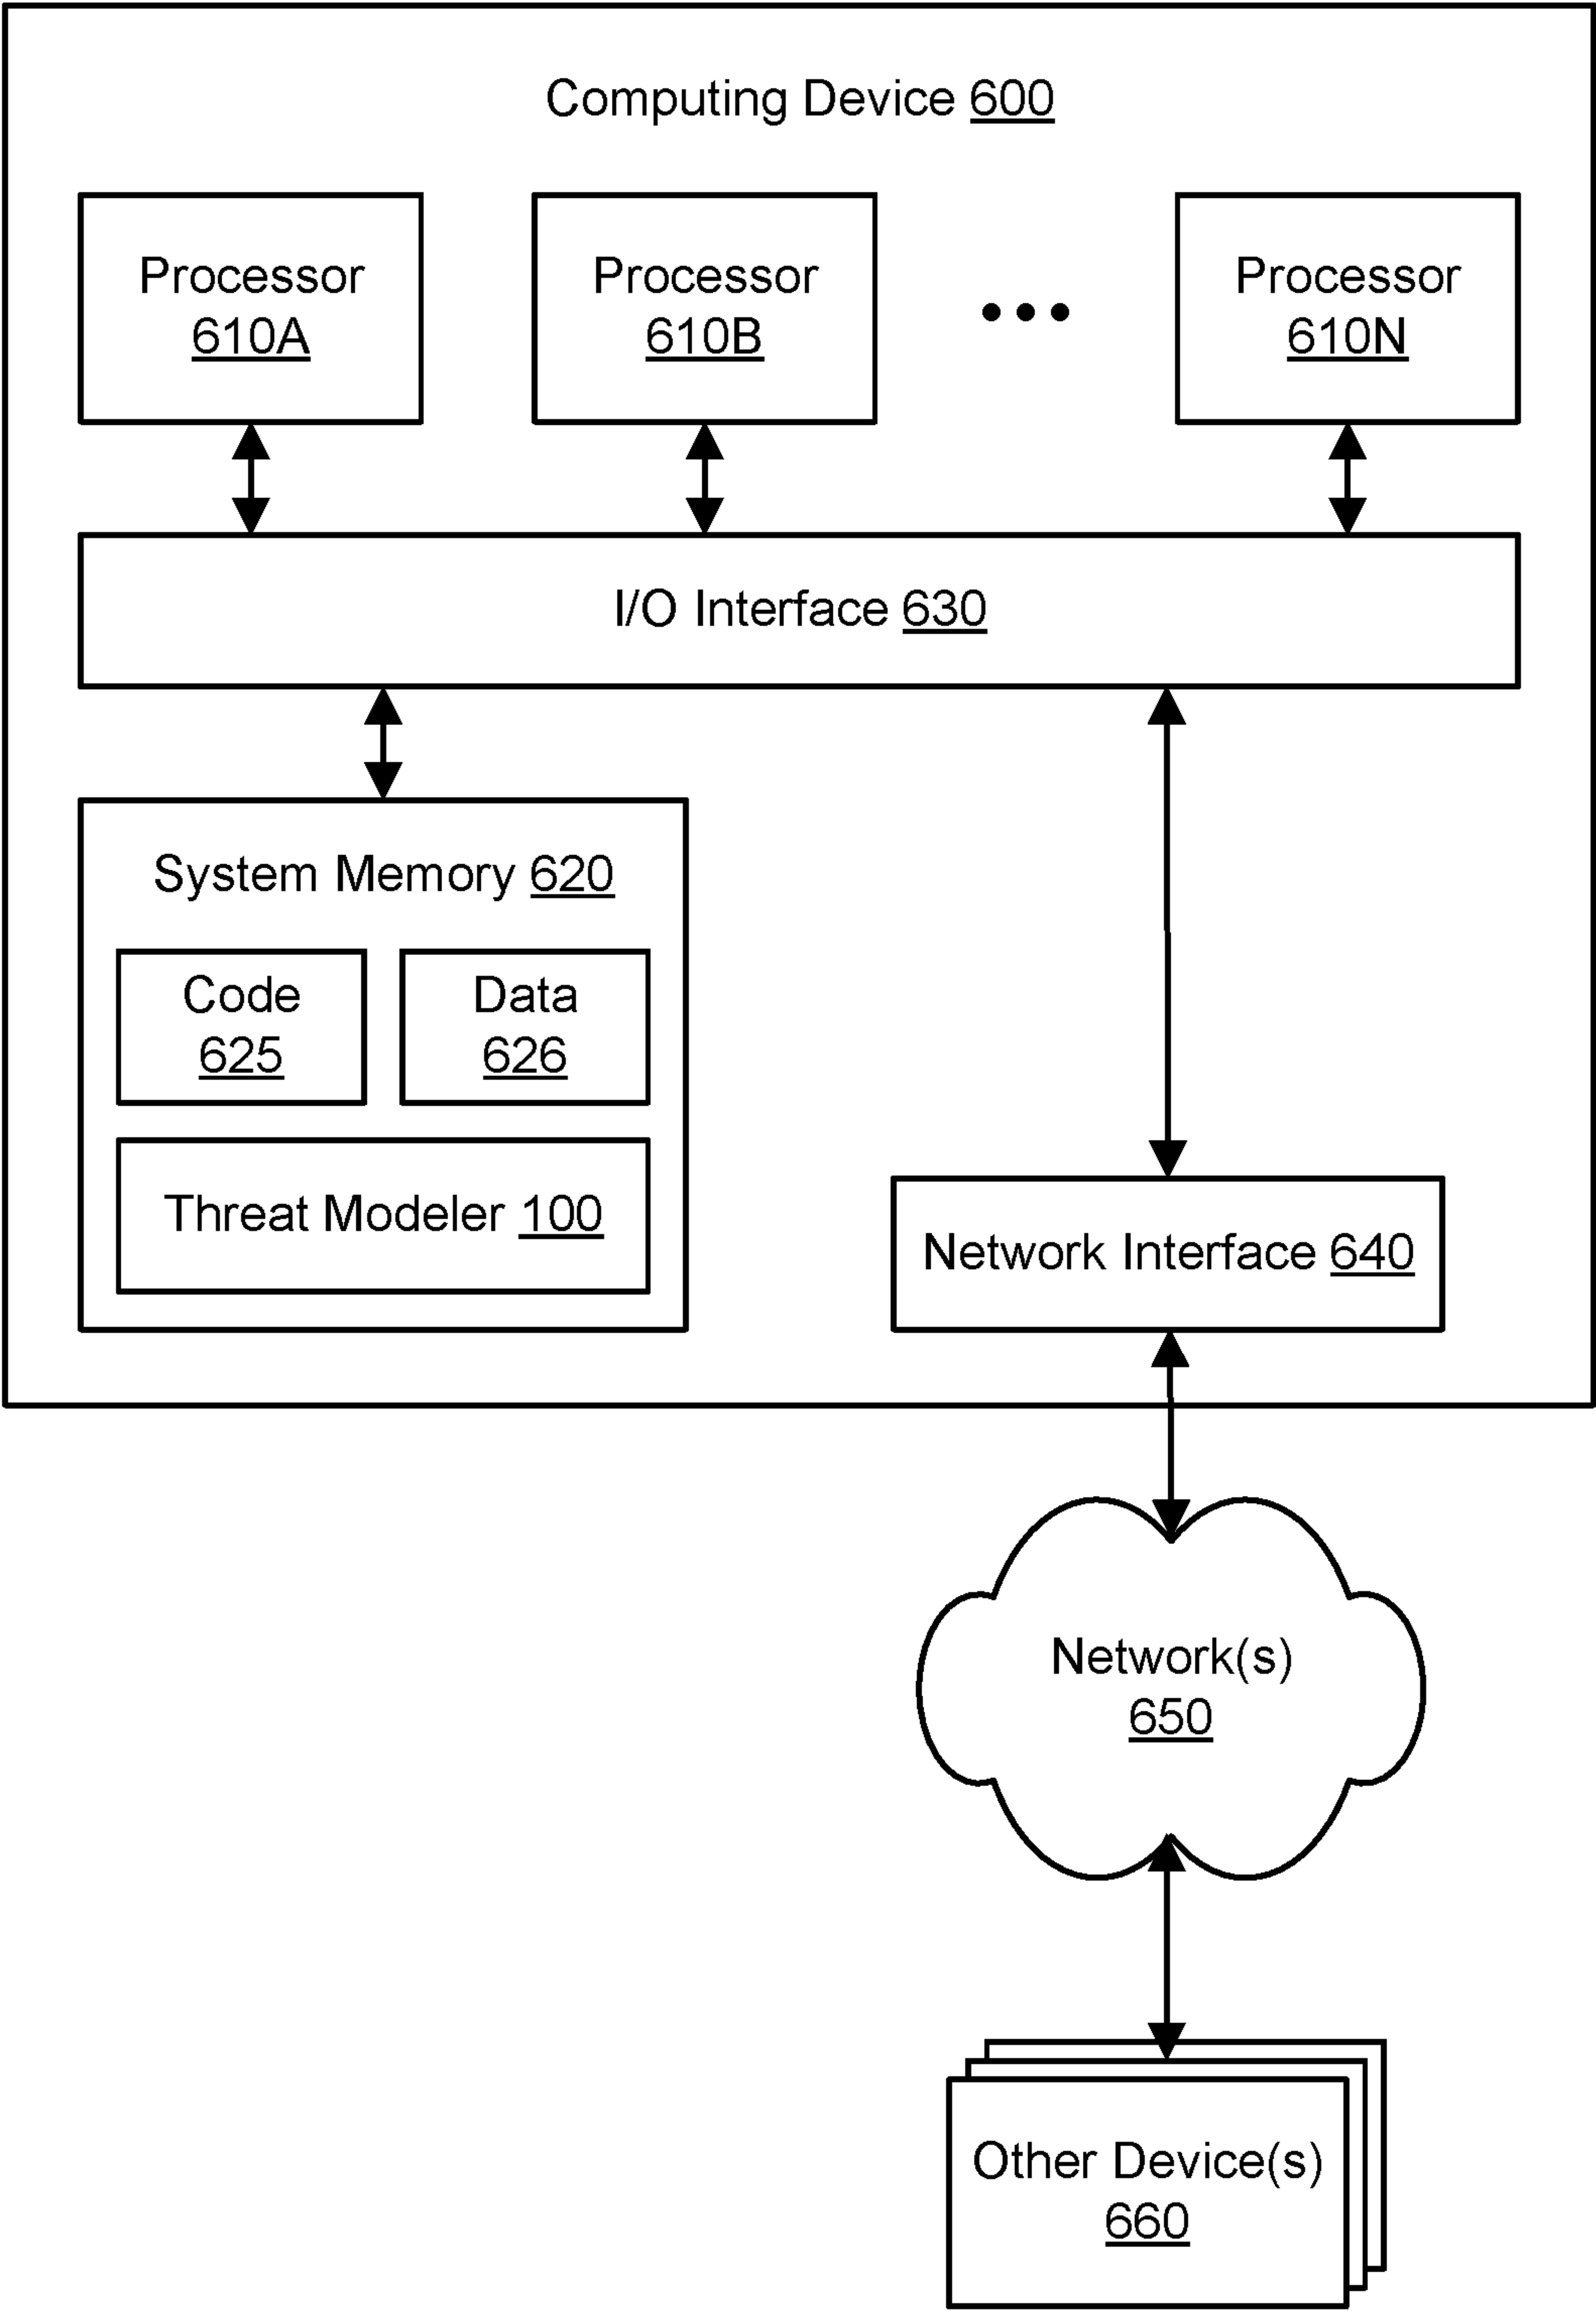 Computing Device 600
Processor
610A
Processor
610B
Processor
610N
I/O Interface 630
System Memory 620
Code
625
Data
626
Threat Modeler 100
Network Interface 640
Network(s)
650
Other Device(s)
660